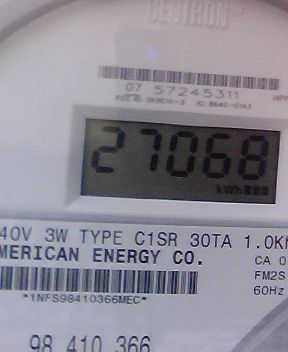 CENTRON®
07 57245311
27068
kWh
40V 3W TYPE C1SR 30TA 1.0K
MERICAN ENERGY CO.
CA 0
FM2S
60Hz
*1NFS98410366MEC*
98 410 366